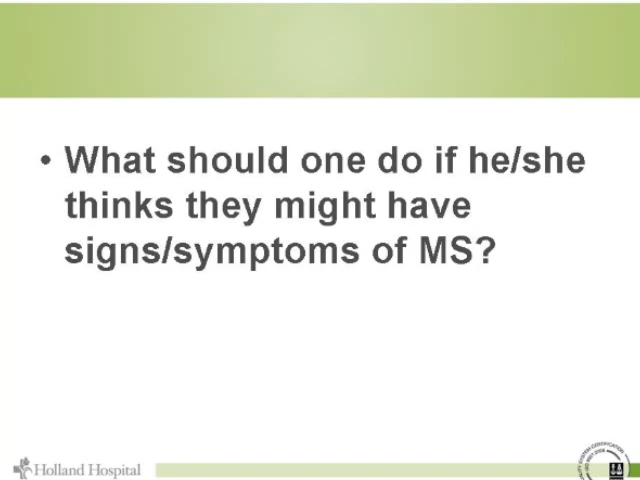 • What should one do if he/she
thinks they might have
signs/symptoms of MS?
Holland Hospital